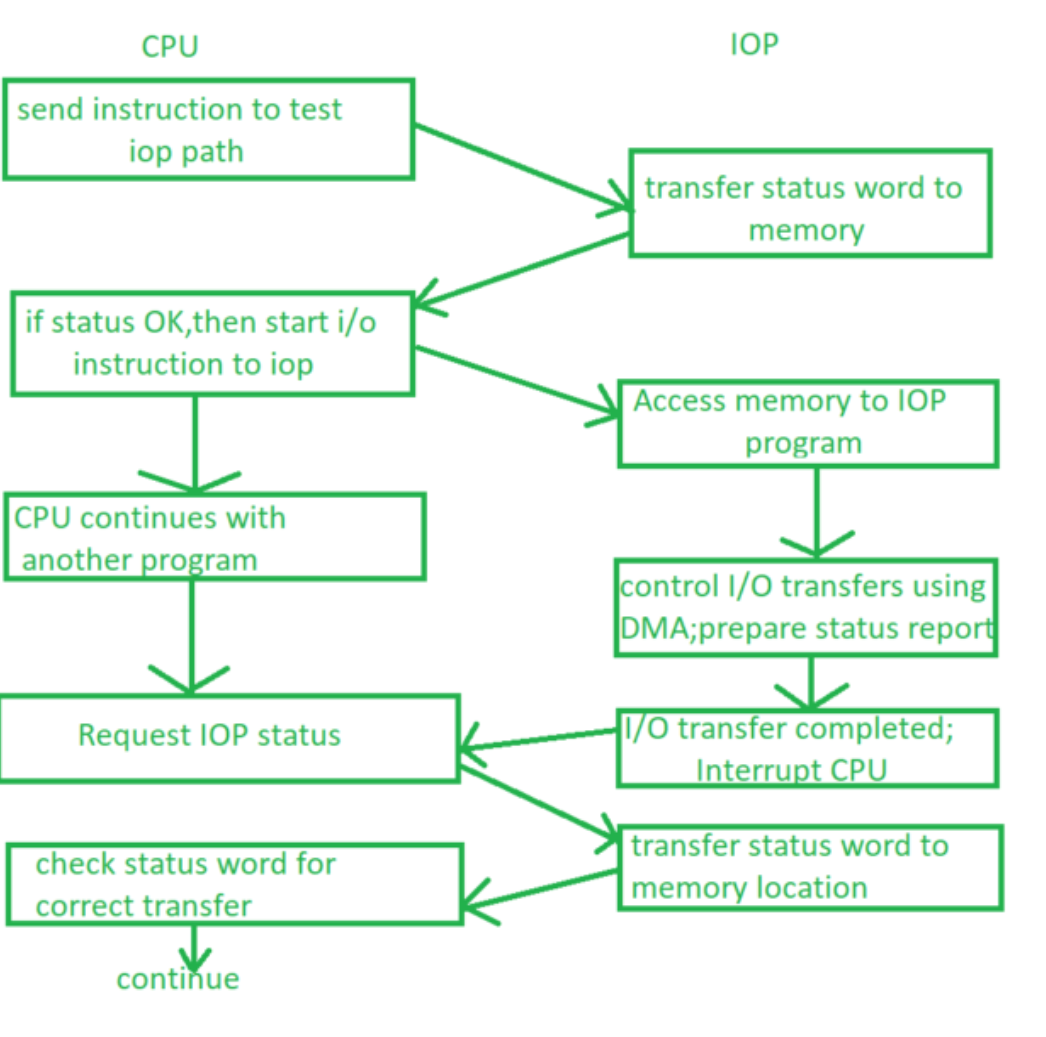 CPU
IOP
send instruction to test
iop path
transfer status word to
memory
if status OK,then start i/o
instruction to iop
Access memory to IOP
program
CPU continues with
another program
control I/O transfers using
DMA;prepare status report
Request IOP status
I/O transfer completed;
Interrupt CPU
transfer status word to
memory location
check status word for
correct transfer
continue